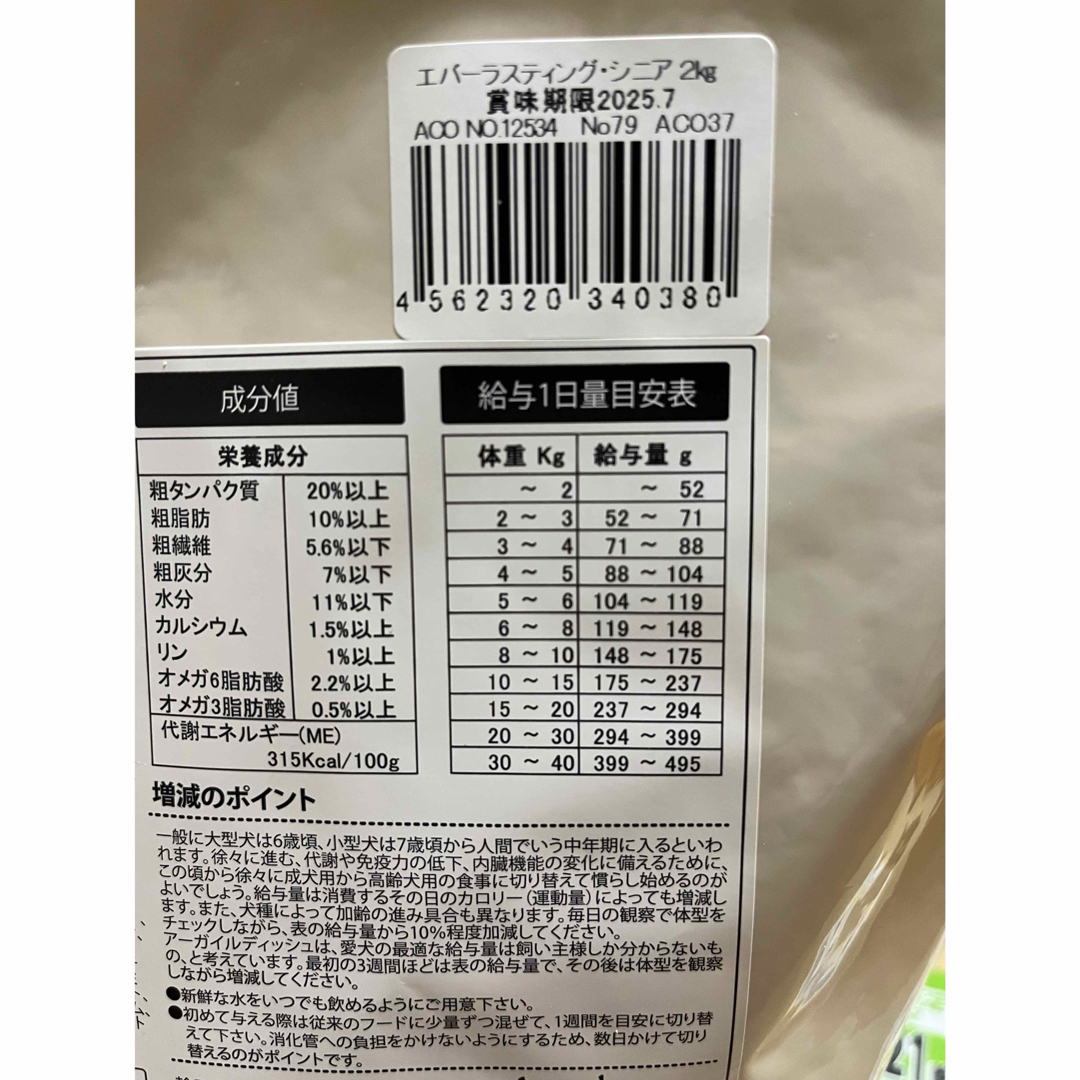 エバーラスティング・シニア 2kg
賞味期限2025.7
ACO NO.12534 No79 ACO37
4 562320 340380
成分値
栄養成分
粗タンパク質 20%以上
粗脂肪 10%以上
粗繊維 5.6%以下
粗灰分 7%以下
水分 11%以下
カルシウム 1.5%以上
リン 1%以上
オメガ6脂肪酸 2.2%以上
オメガ3脂肪酸 0.5%以上
代謝エネルギー(ME)
315Kcal/100g
給与1日量目安表
体重 Kg 給与量 g
～ 2 ～ 52
2 ～ 3 52 ～ 71
3 ～ 4 71 ～ 88
4 ～ 5 88 ～ 104
5 ～ 6 104 ～ 119
6 ～ 8 119 ～ 148
8 ～ 10 148 ～ 175
10 ～ 15 175 ～ 237
15 ～ 20 237 ～ 294
20 ～ 30 294 ～ 399
30 ～ 40 399 ～ 495
増減のポイント
一般に大型犬は6歳頃、小型犬は7歳頃から人間でいう中年期に入るといわ
れます。徐々に進む、代謝や免疫力の低下、内臓機能の変化に備えるために、
この頃から徐々に成犬用から高齢犬用の食事に切り替えて慣らし始めるのが
よいでしょう。給与量は消費するその日のカロリー（運動量）によっても増減し
ます。また、犬種によって加齢の進み具合も異なります。毎日の観察で体型を
チェックしながら、表の給与量から10%程度加減してください。
アーガイルディッシュは、愛犬の最適な給与量は飼い主様しか分からないも
の、と考えています。最初の3週間ほどは表の給与量で、その後は体型を観察
しながら増減してください。
●新鮮な水をいつでも飲めるようにご用意下さい。
●初めて与える際は従来のフードに少量ずつ混ぜて、1週間を目安に切り替
えて下さい。消化管への負担をかけないようにするため、数日かけて切り
替えるのがポイントです。